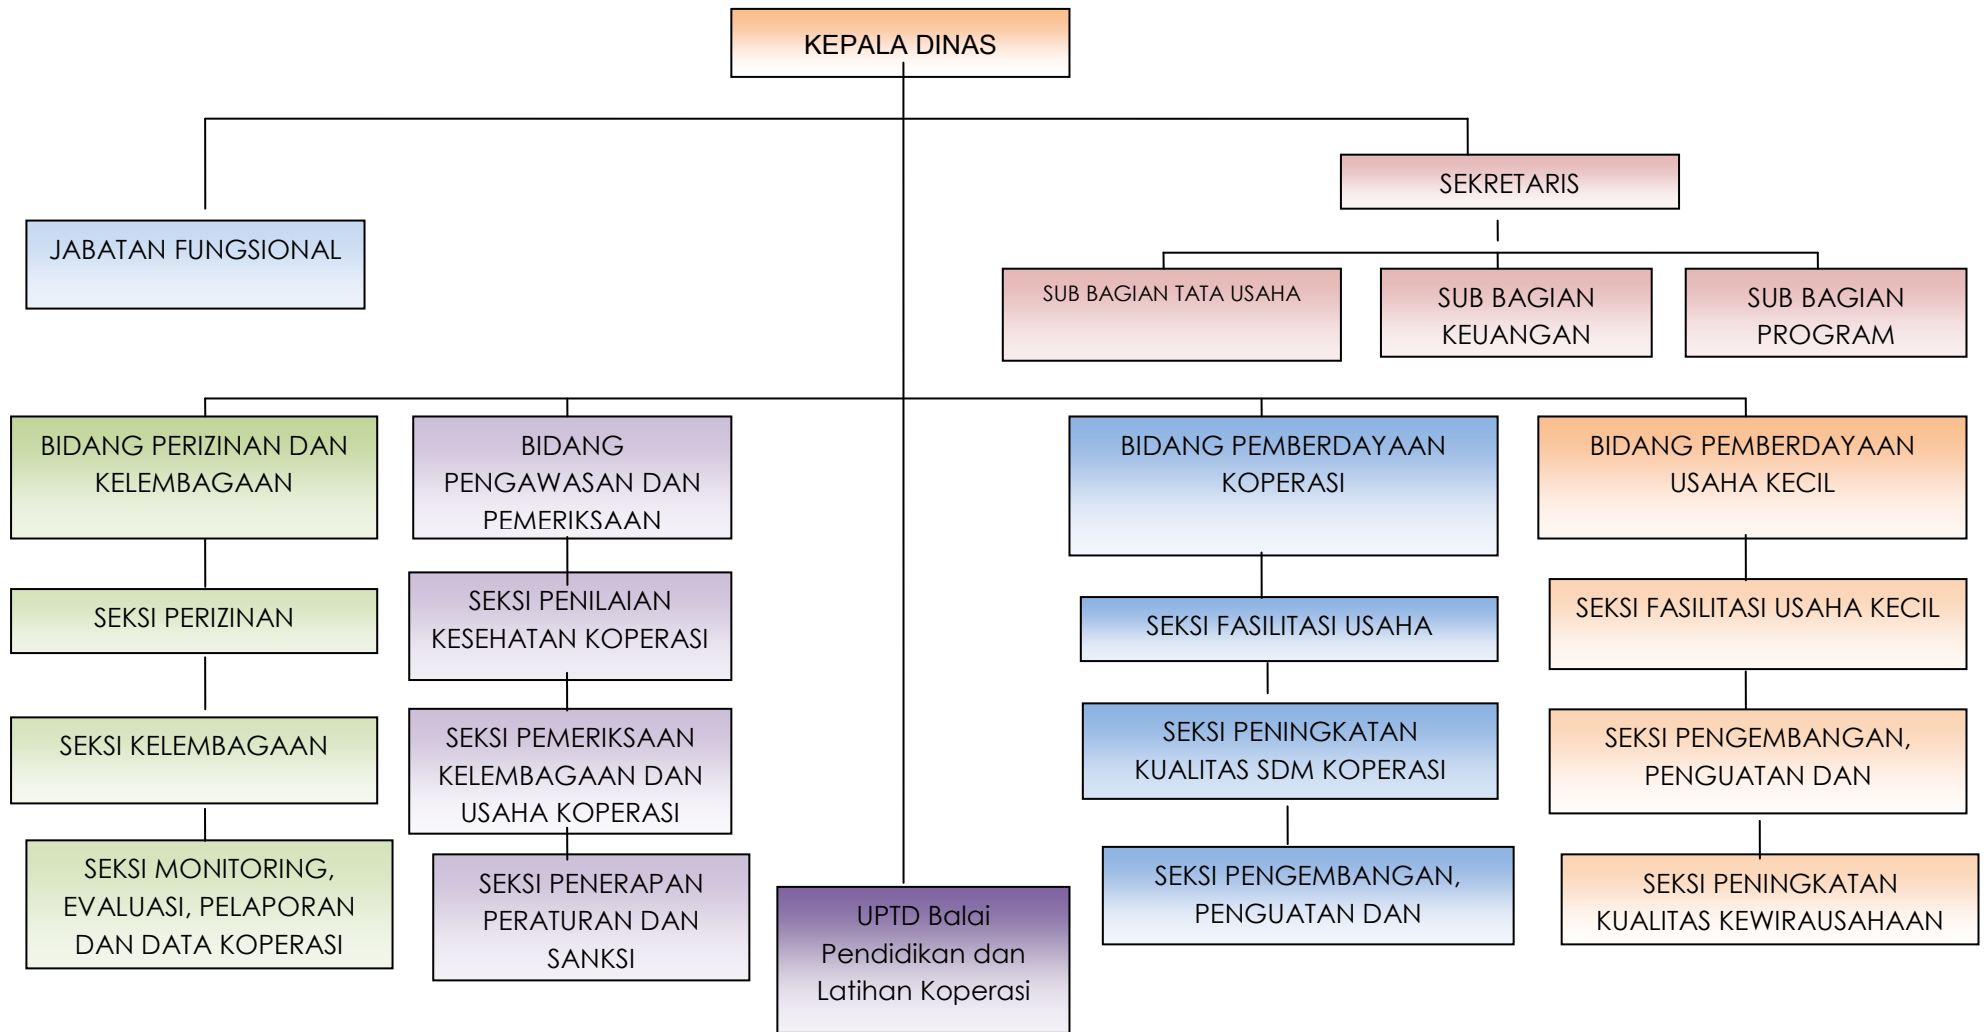 KEPALA DINAS
SEKRETARIS
JABATAN FUNGSIONAL
SUB BAGIAN TATA USAHA
SUB BAGIAN
KEUANGAN
SUB BAGIAN
PROGRAM
BIDANG PERIZINAN DAN
KELEMBAGAAN
BIDANG
PENGAWASAN DAN
PEMERIKSAAN
BIDANG PEMBERDAYAAN
KOPERASI
BIDANG PEMBERDAYAAN
USAHA KECIL
SEKSI PERIZINAN
SEKSI PENILAIAN
KESEHATAN KOPERASI
SEKSI FASILITASI USAHA
SEKSI FASILITASI USAHA KECIL
SEKSI KELEMBAGAAN
SEKSI PEMERIKSAAN
KELEMBAGAAN DAN
USAHA KOPERASI
SEKSI PENINGKATAN
KUALITAS SDM KOPERASI
SEKSI PENGEMBANGAN,
PENGUATAN DAN
SEKSI MONITORING,
EVALUASI, PELAPORAN
DAN DATA KOPERASI
SEKSI PENERAPAN
PERATURAN DAN
SANKSI
UPTD Balai
Pendidikan dan
Latihan Koperasi
SEKSI PENGEMBANGAN,
PENGUATAN DAN
SEKSI PENINGKATAN
KUALITAS KEWIRAUSAHAAN